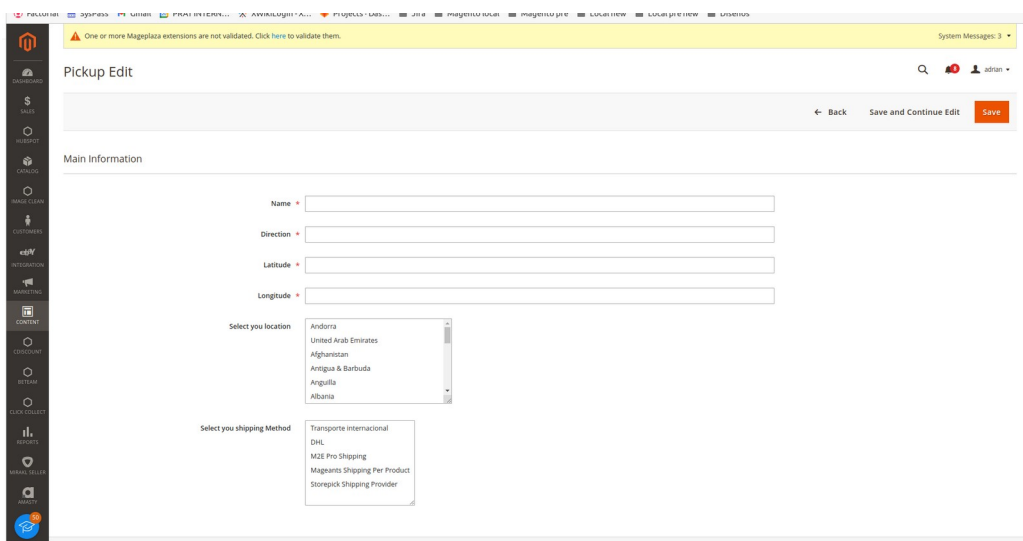 SysPass
Gmail
Magento local
Magento pre
Local new
Local pre new
Diseños
One or more Mageplaza extensions are not validated. Click here to validate them.
System Messages: 3
Pickup Edit
8
adrian
Back
Save and Continue Edit
Save
Main Information
Name *
Direction *
Latitude *
Longitude *
Select you location
Andorra
United Arab Emirates
Afghanistan
Antigua & Barbuda
Anguilla
Albania
Select you shipping Method
Transporte internacional
DHL
M2E Pro Shipping
Mageants Shipping Per Product
Storepick Shipping Provider
DASHBOARD
$
SALES
HUBSPOT
CATALOG
IMAGE CLEAN
CUSTOMERS
ebay
INTEGRATION
MARKETING
CONTENT
BETEAM
CLICK COLLECT
REPORTS
MIRAKL SELLER
AMASTY
50